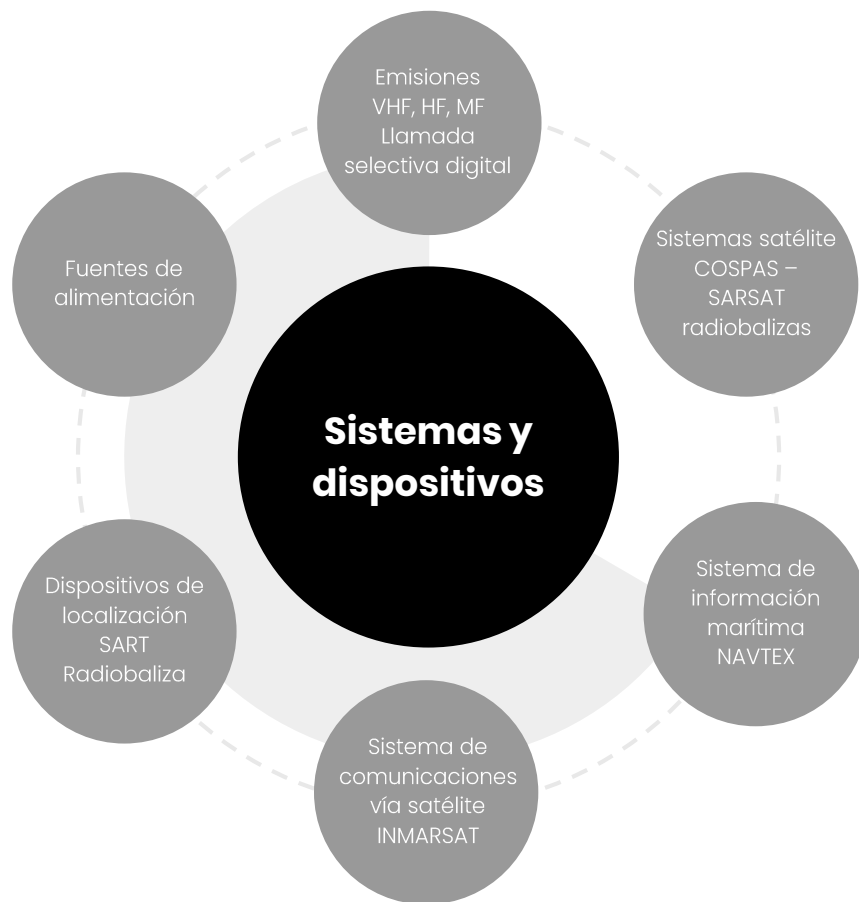 Emisiones
VHF, HF, MF
Llamada
selectiva digital
Sistemas satélite
COSPAS –
SARSAT
radiobalizas
Fuentes de
alimentación
Sistemas y
dispositivos
Sistema de
información
marítima
NAVTEX
Dispositivos de
localización
SART
Radiobaliza
Sistema de
comunicaciones
vía satélite
INMARSAT